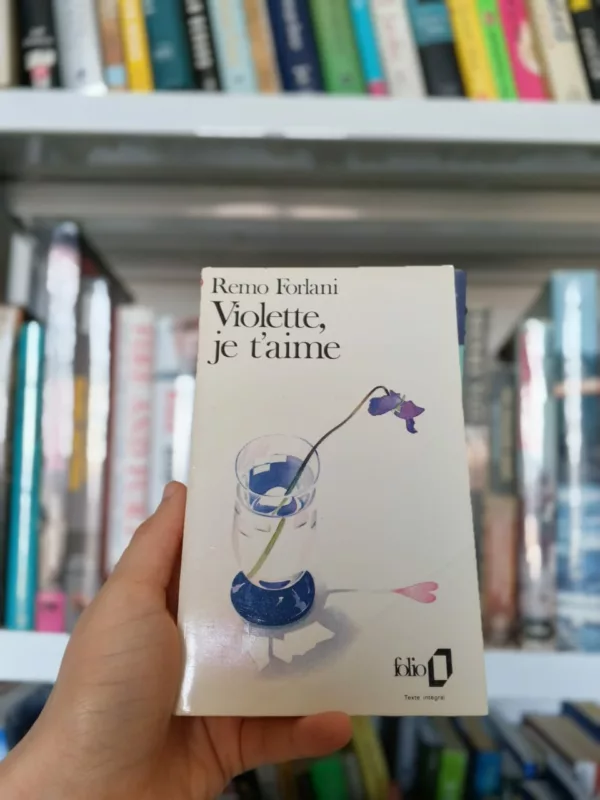 Remo Forlani
Violette,
je t'aime
folio
Texte intégral